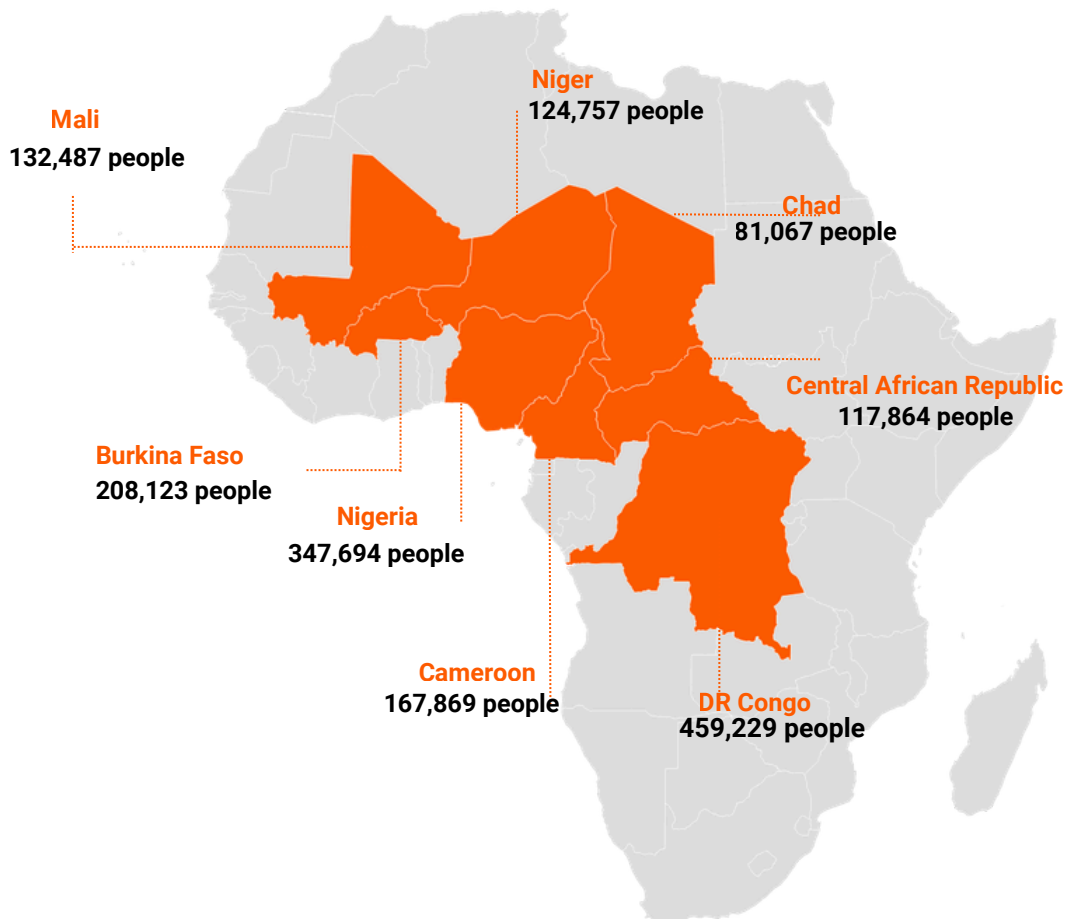 Niger
124,757 people
Mali
132,487 people
Chad
81,067 people
Central African Republic
117,864 people
Burkina Faso
208,123 people
Nigeria
347,694 people
Cameroon
167,869 people
DR Congo
459,229 people